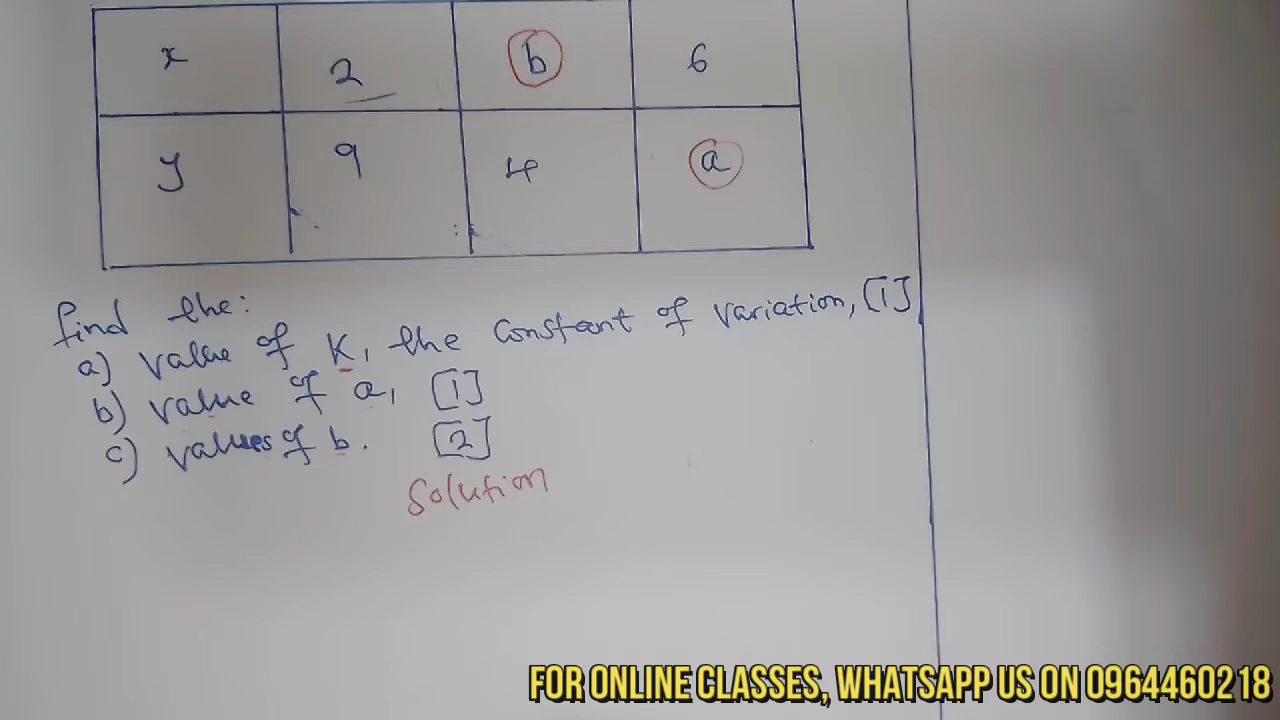 x 2 b 6
y 9 4 a
find the:
a) value of K, the constant of variation, [1]
b) value of a, [1]
c) values of b. [2]
Solution
FOR ONLINE CLASSES, WHATSAPP US ON 0964460218